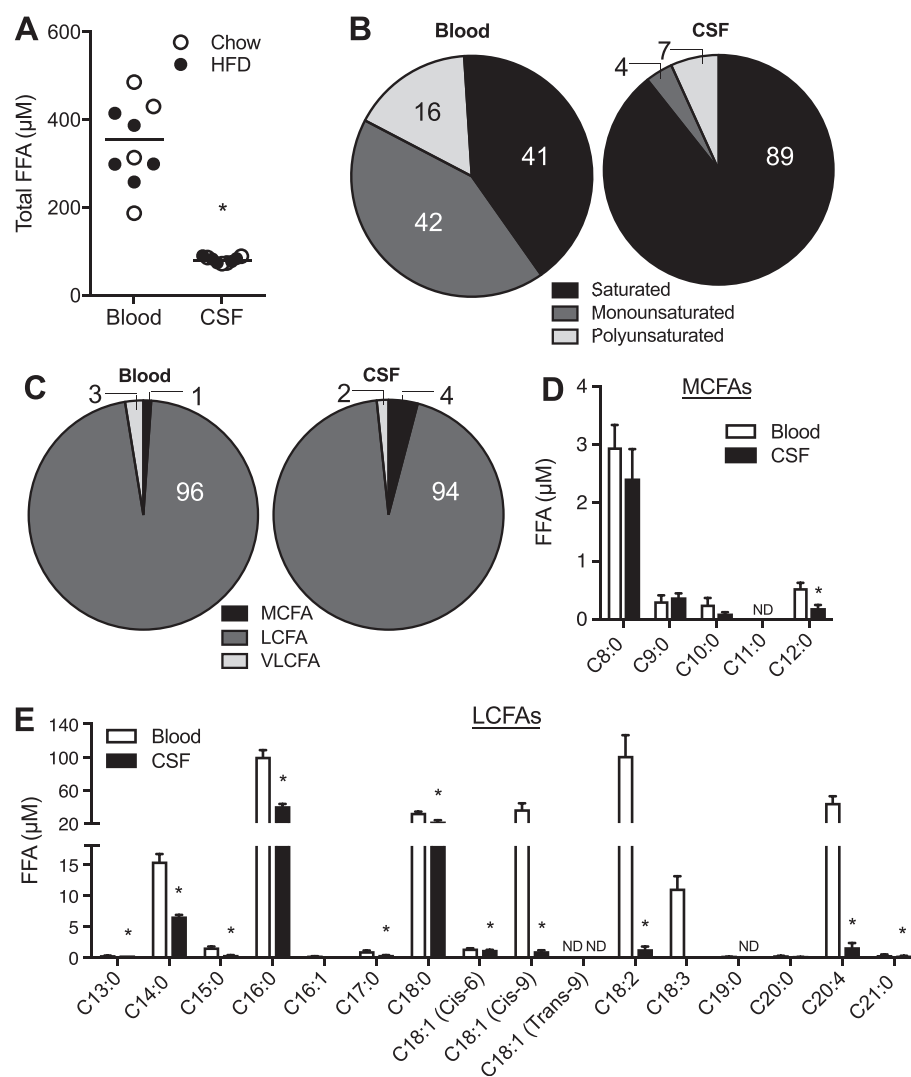 A
600
400
200
0
Total FFA (µM)
Chow
HFD
*
Blood
CSF
B
Blood
CSF
16
41
42
4
7
89
Saturated
Monounsaturated
Polyunsaturated
C
Blood
CSF
3
1
96
2
4
94
MCFA
LCFA
VLCFA
D
MCFAs
4
3
2
1
0
FFA (µM)
Blood
CSF
ND
*
C8:0
C9:0
C10:0
C11:0
C12:0
E
LCFAs
140
100
60
20
15
10
5
0
FFA (µM)
Blood
CSF
* * * * * * * *
ND ND
*
ND
* *
C13:0
C14:0
C15:0
C16:0
C16:1
C17:0
C18:0
C18:1 (Cis-6)
C18:1 (Cis-9)
C18:1 (Trans-9)
C18:2
C18:3
C19:0
C20:0
C20:4
C21:0